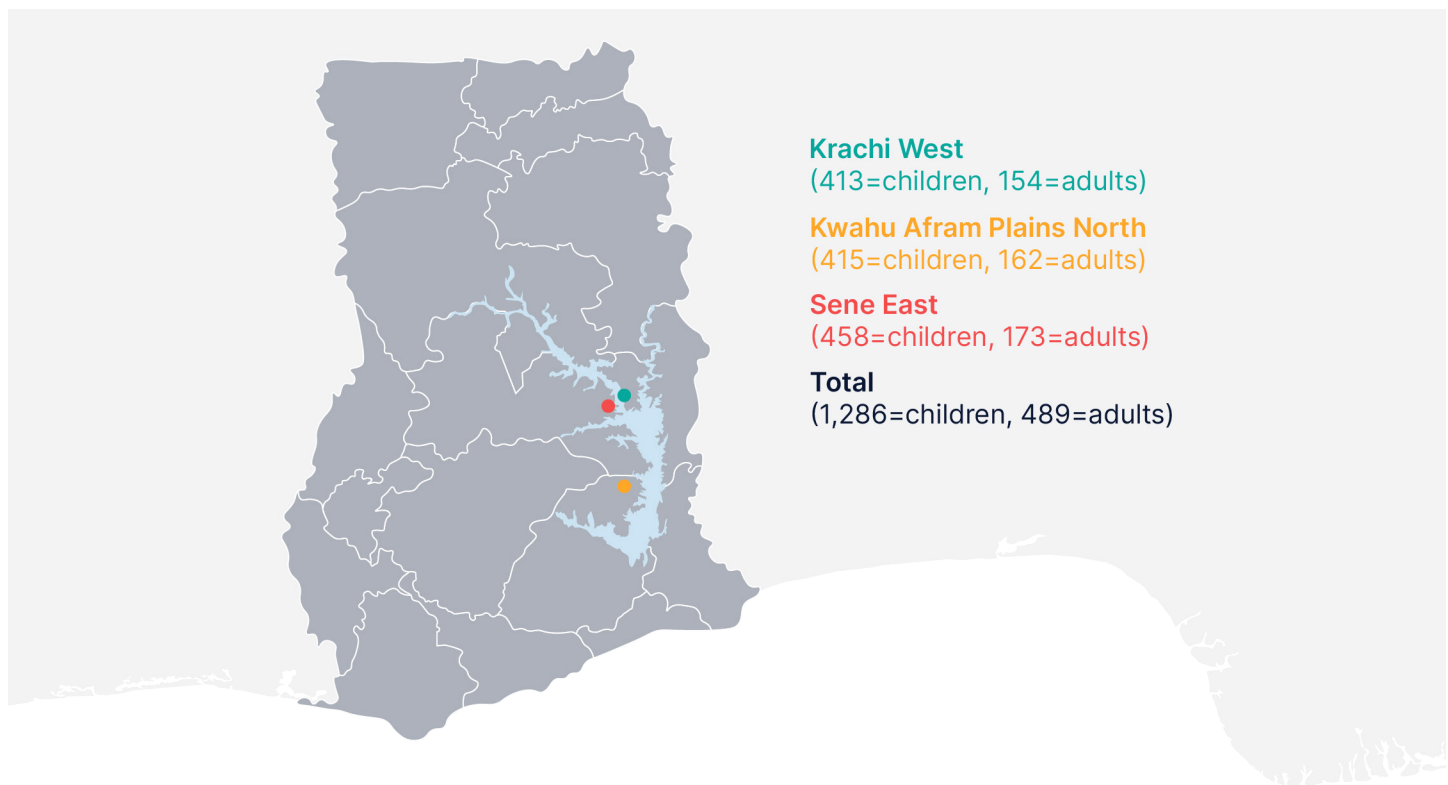 Krachi West
(413=children, 154=adults)
Kwahu Afram Plains North
(415=children, 162=adults)
Sene East
(458=children, 173=adults)
Total
(1,286=children, 489=adults)